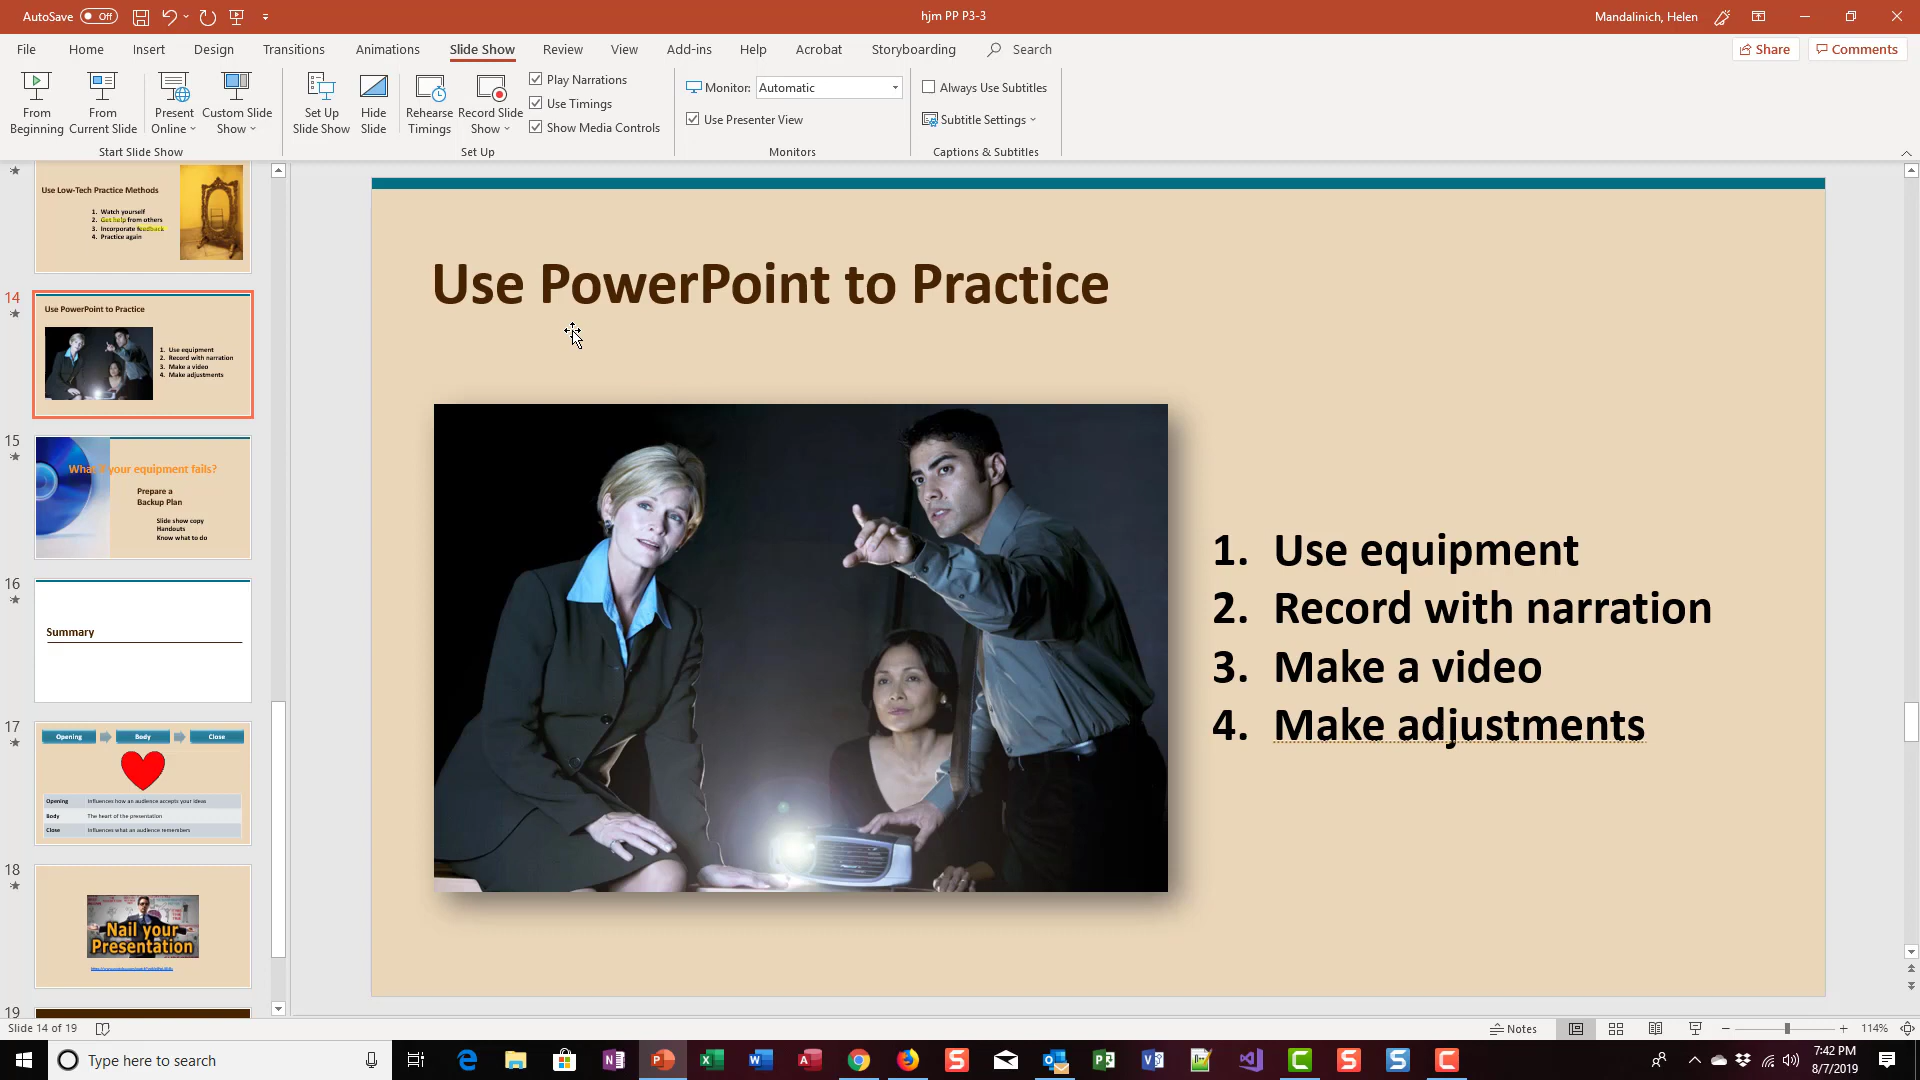 AutoSave Off
hjm PP P3-3
Mandalinich, Helen
File Home Insert Design Transitions Animations Slide Show Review View Add-ins Help Acrobat Storyboarding Search Share Comments
From Beginning
From Current Slide
Present Online
Custom Slide Show
Start Slide Show
Set Up Slide Show
Hide Slide
Rehearse Timings
Record Slide Show
Play Narrations
Use Timings
Show Media Controls
Set Up
Monitor: Automatic
Use Presenter View
Monitors
Always Use Subtitles
Subtitle Settings
Captions & Subtitles
Use Low-Tech Practice Methods
1. Watch yourself
2. Get help from others
3. Incorporate feedback
4. Practice again
14
Use PowerPoint to Practice
1. Use equipment
2. Record with narration
3. Make a video
4. Make adjustments
15
What if your equipment fails?
Prepare a
Backup Plan
Slide show copy
Handouts
Know what to do
16
Summary
17
Opening Body Close
Opening Influences how an audience accepts your ideas
Body The heart of the presentation
Close Influences what an audience remembers
18
Nail your
Presentation
19
Use PowerPoint to Practice
1. Use equipment
2. Record with narration
3. Make a video
4. Make adjustments
Slide 14 of 19
Notes
114%
Type here to search
7:42 PM
8/7/2019